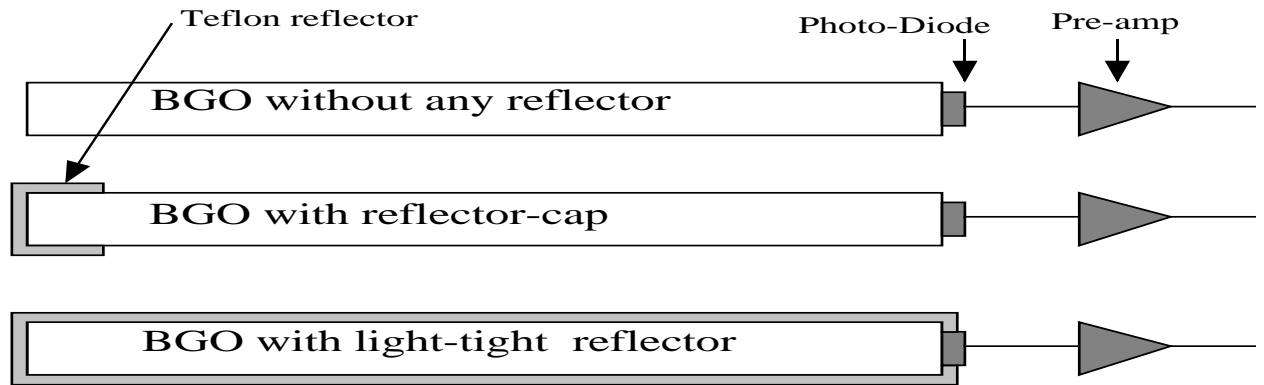 Teflon reflector
Photo-Diode
Pre-amp
BGO without any reflector
BGO with reflector-cap
BGO with light-tight reflector